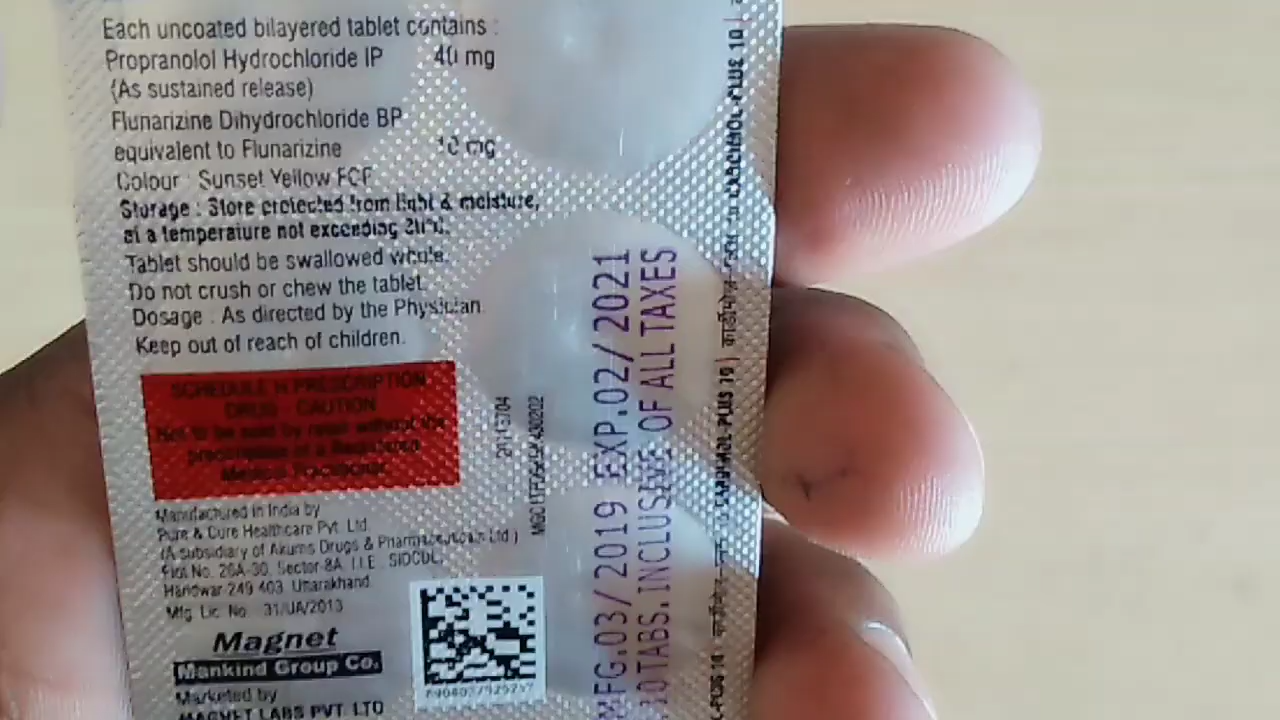 Each uncoated bilayered tablet contains :
Propranolol Hydrochloride IP 40 mg
(As sustained release)
Flunarizine Dihydrochloride BP
equivalent to Flunarizine 10 mg
Colour : Sunset Yellow FCF
Storage : Store protected from light & moisture,
at a temperature not exceeding
Tablet should be swallowed whole.
Do not crush or chew the tablet.
Dosage : As directed by the Physician.
Keep out of reach of children.
SCHEDULE H PRESCRIPTION
DRUG - CAUTION
Not to be sold by retail without the
prescription of a Registered
Medical Practitioner
Manufactured in India by
Pure & Cure Healthcare Pvt. Ltd.
(A subsidiary of Akums Drugs & Pharmaceuticals Ltd.)
Plot No. 26A-30, Sector-8A, I.I.E., SIDCUL,
Haridwar-249 403, Uttarakhand
Mfg. Lic. No. 31/UA/2013
Magnet
Mankind Group Co.
Marketed by
MAGNET LABS PVT. LTD
MFG.03/2019 EXP.02/2021
10 TABS.INCLUSIVE OF ALL TAXES
CARDIMOL-PLUS 10
CARDIMOL-PLUS 10